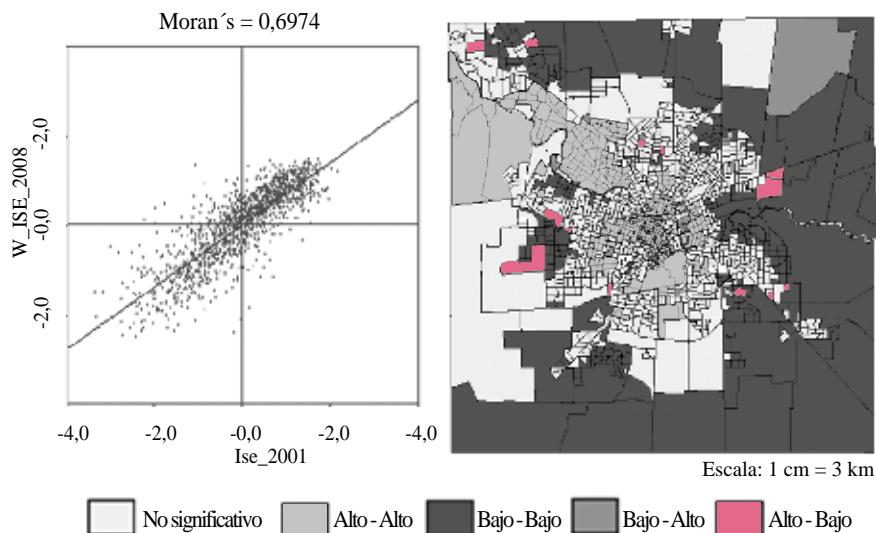 Moran´s = 0,6974
W_ISE_2008
-2,0
-0,0
-2,0
-4,0
-2,0
-0,0
-2,0
-4,0
Ise_2001
Escala: 1 cm = 3 km
No significativo
Alto - Alto
Bajo - Bajo
Bajo - Alto
Alto - Bajo